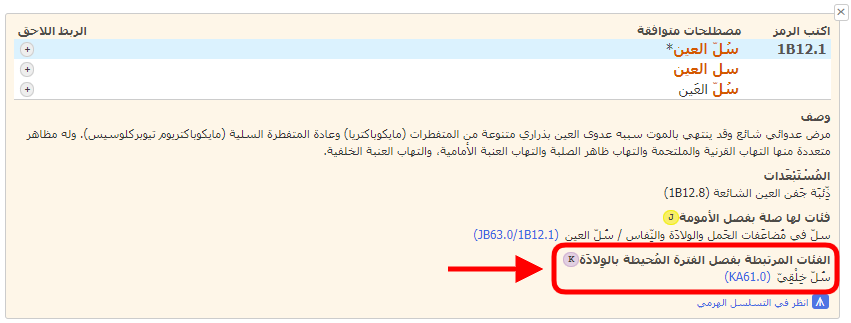 اكتب الرمز مصطلحات متوافقة الربط اللاحق
1B12.1 سُلّ العين*
سل العين
سُلّ العَين
وصف
مرض عدوائي شائع وقد ينتهي بالموت سببه عدوى العين بذراري متنوعة من المتفطرات (مايكوباكتريا) وعادة المتفطرة السلية (مايكوباكتريوم تيوبركلوسيس). وله مظاهر
متعددة منها التهاب القرنية والملتحمة والتهاب ظاهر الصلبة والتهاب العنبة الأمامية، والتهاب العنبة الخلفية.
المُسْتَبْعَدات
ذِئبَة جَفن العين الشائعة (1B12.8)
فئات لها صلة بفصل الأمومة J
سلّ في مُضاعَفات الحَمل والولادَة والنِّفاس / سُلّ العين (JB63.0/1B12.1)
الفئات المرتبطة بفصل الفترة المُحيطة بالوِلادَة K
سُلّ خِلْقِيّ (KA61.0)
انظر في التسلسل الهرمي